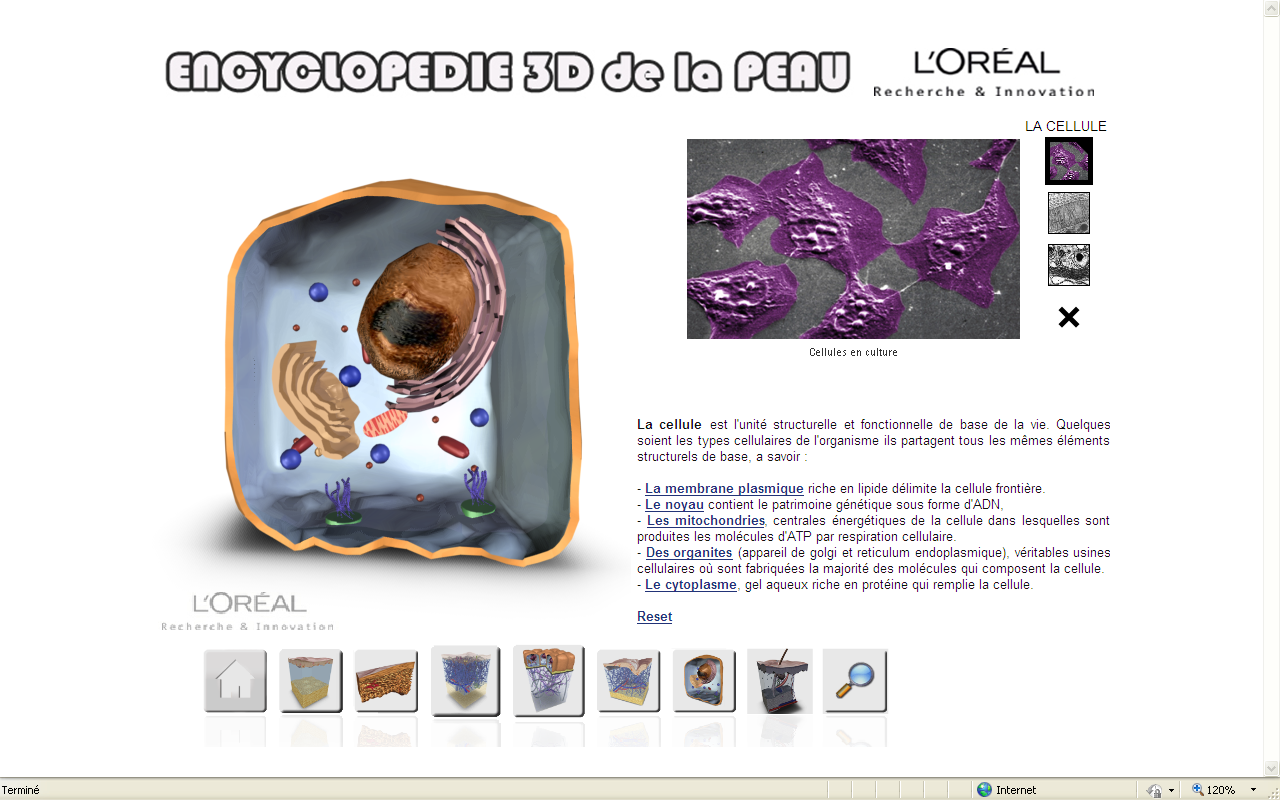 ENCYCLOPEDIE 3D de la PEAU
L'ORÉAL
Recherche & Innovation
LA CELLULE
Cellules en culture
La cellule est l'unité structurelle et fonctionnelle de base de la vie. Quelques
soient les types cellulaires de l'organisme ils partagent tous les mêmes éléments
structurels de base, a savoir :
- La membrane plasmique riche en lipide délimite la cellule frontière.
- Le noyau contient le patrimoine génétique sous forme d'ADN,
- Les mitochondries, centrales énergétiques de la cellule dans lesquelles sont
produites les molécules d'ATP par respiration cellulaire.
- Des organites (appareil de golgi et reticulum endoplasmique), véritables usines
cellulaires où sont fabriquées la majorité des molécules qui composent la cellule.
- Le cytoplasme, gel aqueux riche en protéine qui remplie la cellule.
Reset
L'ORÉAL
Recherche & Innovation
Terminé
Internet
120%